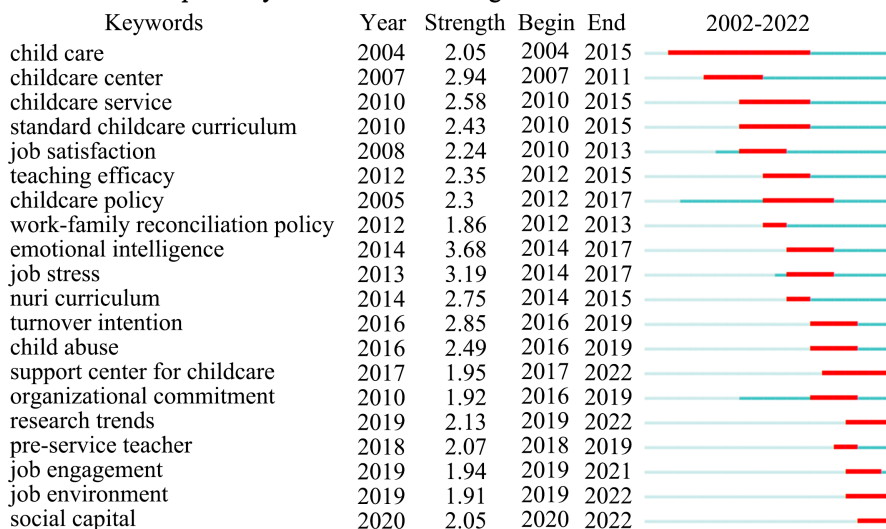 Keywords Year Strength Begin End 2002-2022
child care 2004 2.05 2004 2015
childcare center 2007 2.94 2007 2011
childcare service 2010 2.58 2010 2015
standard childcare curriculum 2010 2.43 2010 2015
job satisfaction 2008 2.24 2010 2013
teaching efficacy 2012 2.35 2012 2015
childcare policy 2005 2.3 2012 2017
work-family reconciliation policy 2012 1.86 2012 2013
emotional intelligence 2014 3.68 2014 2017
job stress 2013 3.19 2014 2017
nuri curriculum 2014 2.75 2014 2015
turnover intention 2016 2.85 2016 2019
child abuse 2016 2.49 2016 2019
support center for childcare 2017 1.95 2017 2022
organizational commitment 2010 1.92 2016 2019
research trends 2019 2.13 2019 2022
pre-service teacher 2018 2.07 2018 2019
job engagement 2019 1.94 2019 2021
job environment 2019 1.91 2019 2022
social capital 2020 2.05 2020 2022